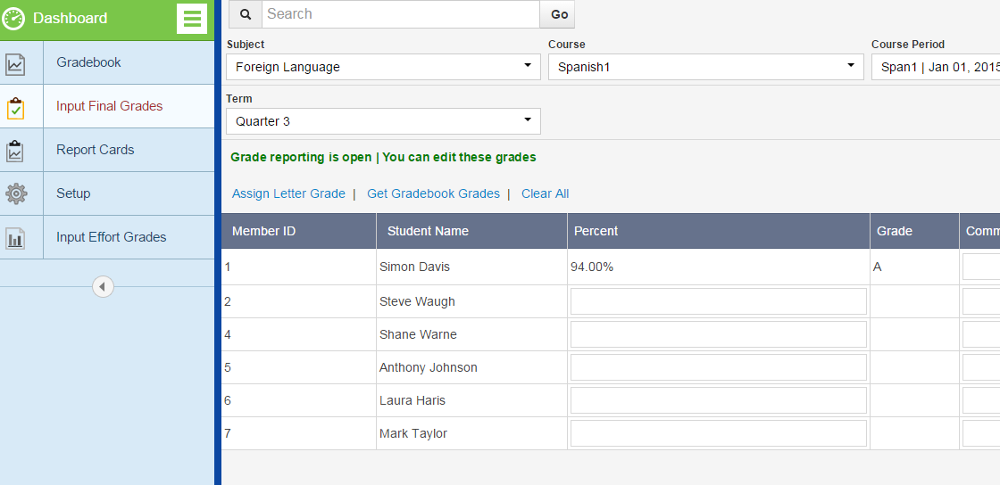 Dashboard
Gradebook
Input Final Grades
Report Cards
Setup
Input Effort Grades
Search Go
Subject Course Course Period
Foreign Language Spanish1 Span1 | Jan 01, 2015
Term
Quarter 3
Grade reporting is open | You can edit these grades
Assign Letter Grade | Get Gradebook Grades | Clear All
Member ID Student Name Percent Grade Comm
1 Simon Davis 94.00% A
2 Steve Waugh
4 Shane Warne
5 Anthony Johnson
6 Laura Haris
7 Mark Taylor